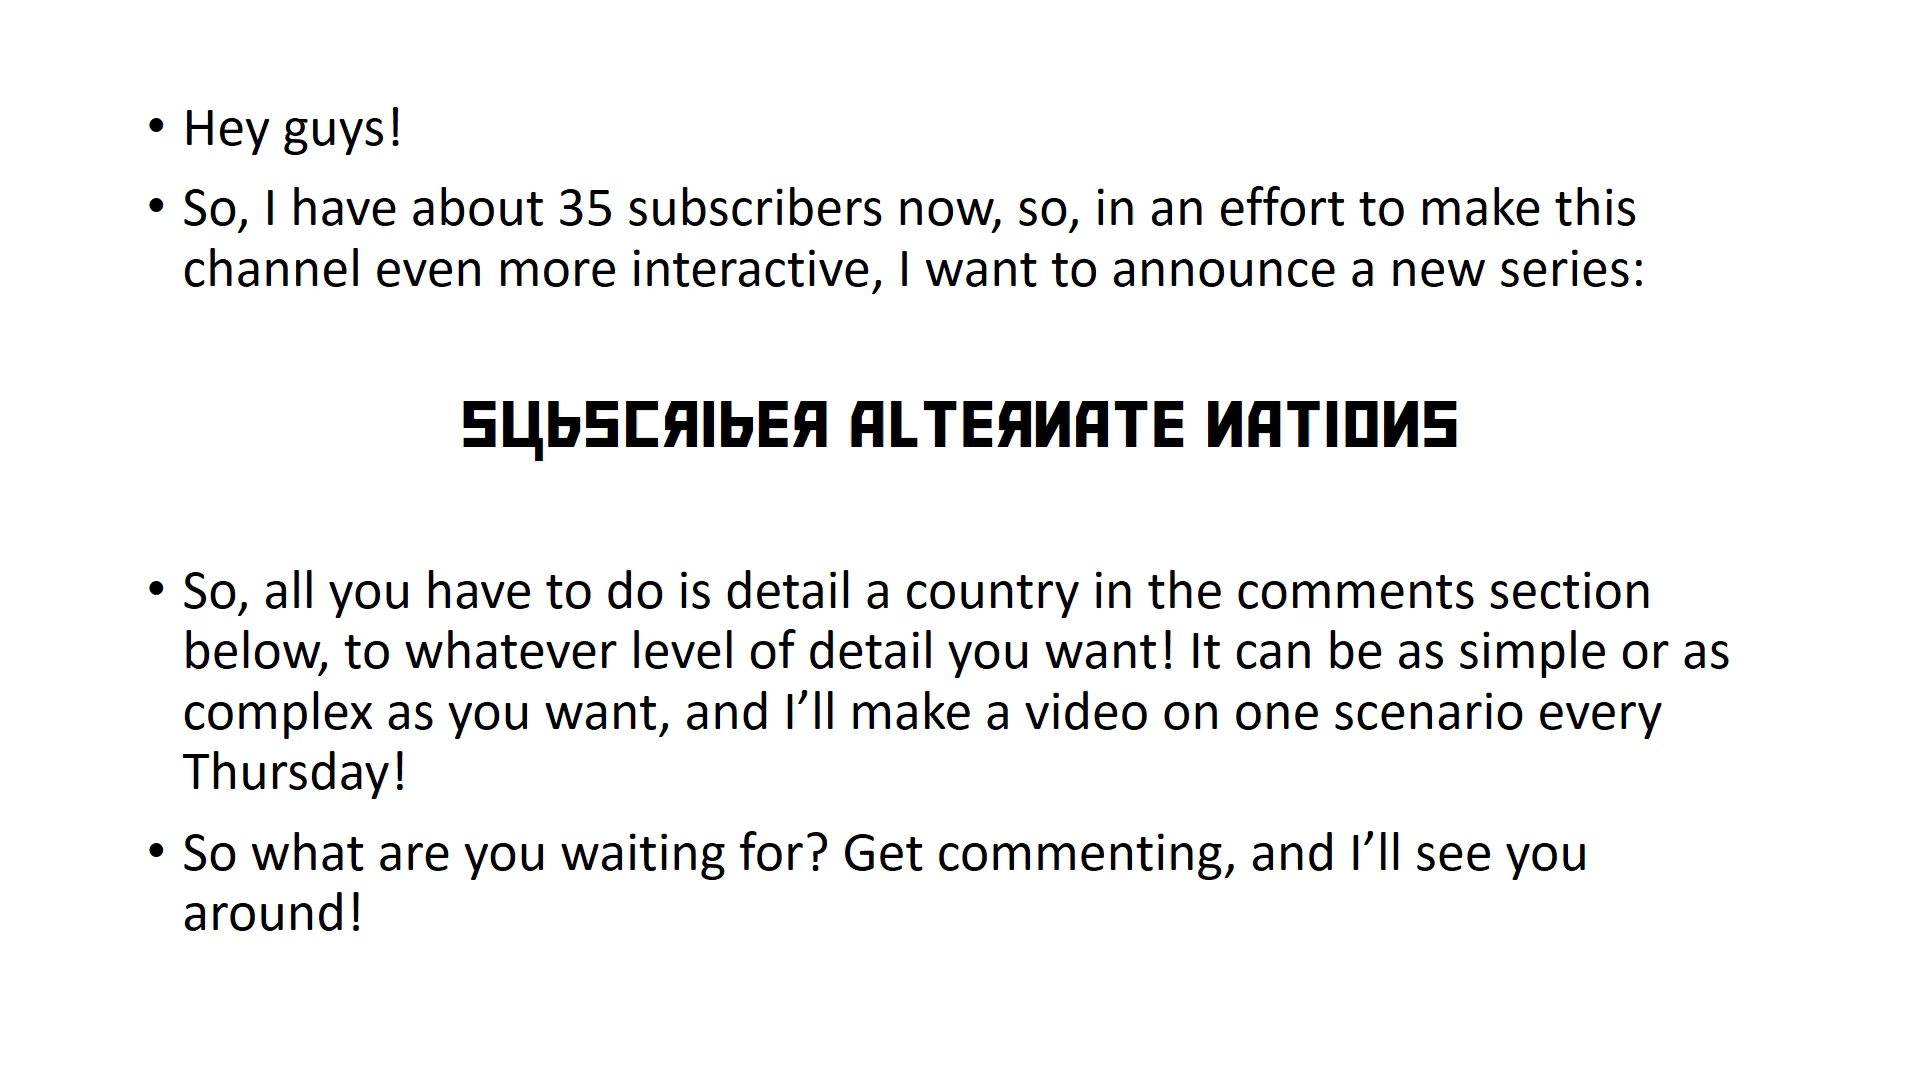 • Hey guys!
• So, I have about 35 subscribers now, so, in an effort to make this
channel even more interactive, I want to announce a new series:
SUBSCRIBER ALTERNATE NATIONS
• So, all you have to do is detail a country in the comments section
below, to whatever level of detail you want! It can be as simple or as
complex as you want, and I’ll make a video on one scenario every
Thursday!
• So what are you waiting for? Get commenting, and I’ll see you
around!